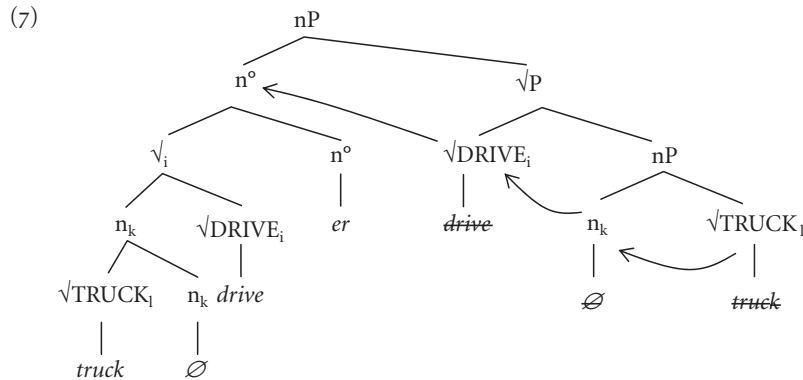 (7)
nP
n° √P
√i n° √DRIVEi nP
nk √DRIVEi er drive nk √TRUCKl
√TRUCKl nk drive ∅ truck
truck ∅